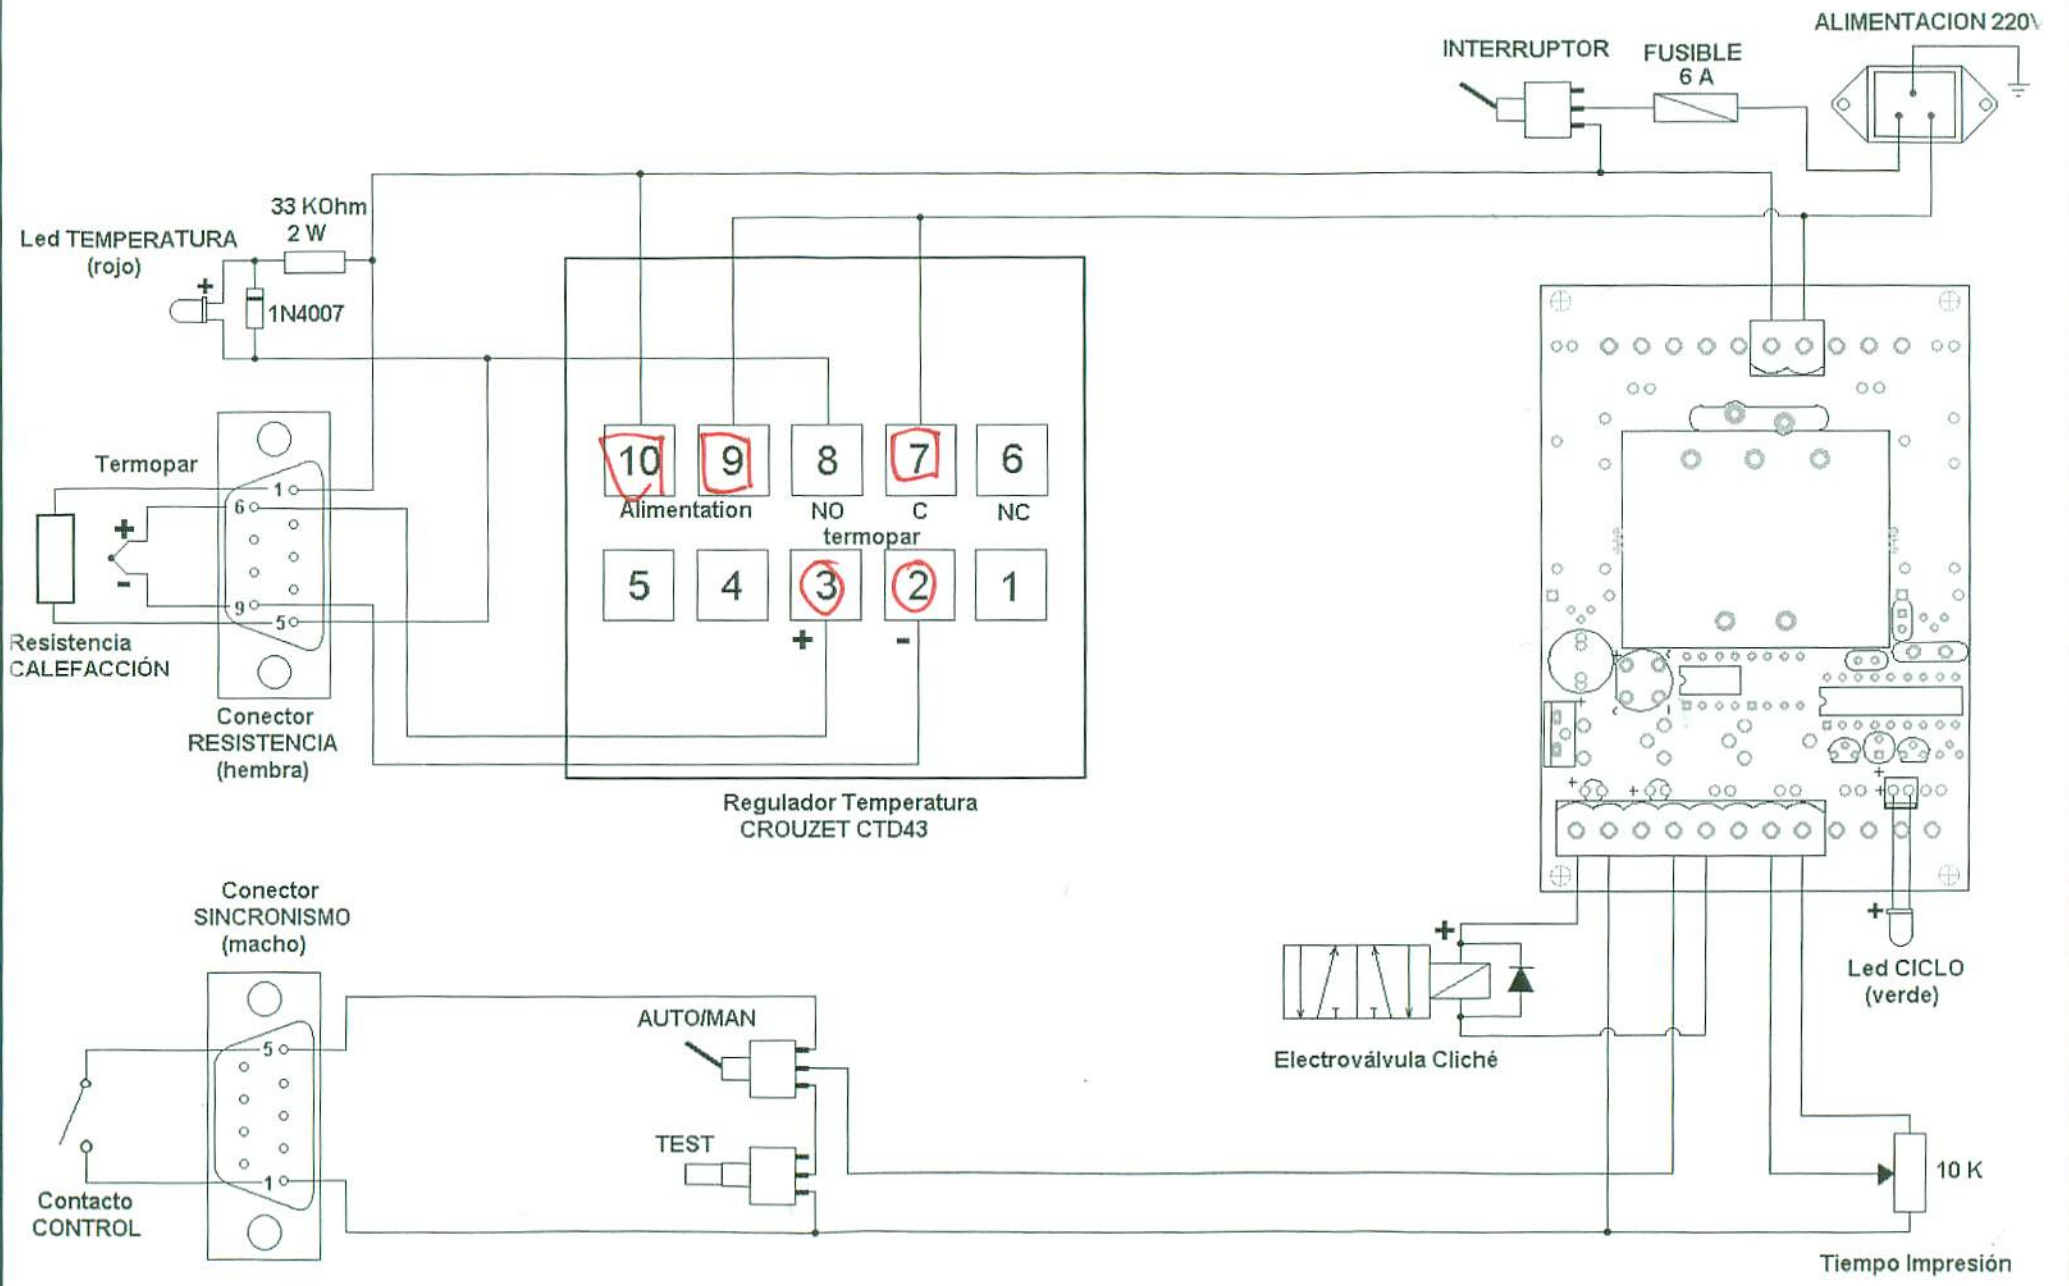 ALIMENTACION 220V
INTERRUPTOR
FUSIBLE
6 A
33 KOhm
2 W
Led TEMPERATURA
(rojo)
+
1N4007
Termopar
1
6
+
-
9
5
Resistencia
CALEFACCIÓN
Conector
RESISTENCIA
(hembra)
10
9
8
7
6
Alimentation
NO
C
NC
termopar
5
4
3
2
1
+
-
Regulador Temperatura
CROUZET CTD43
+
+
+
+
+
Conector
SINCRONISMO
(macho)
5
1
Contacto
CONTROL
AUTO/MAN
TEST
+
Electroválvula Cliché
+
Led CICLO
(verde)
10 K
Tiempo Impresión